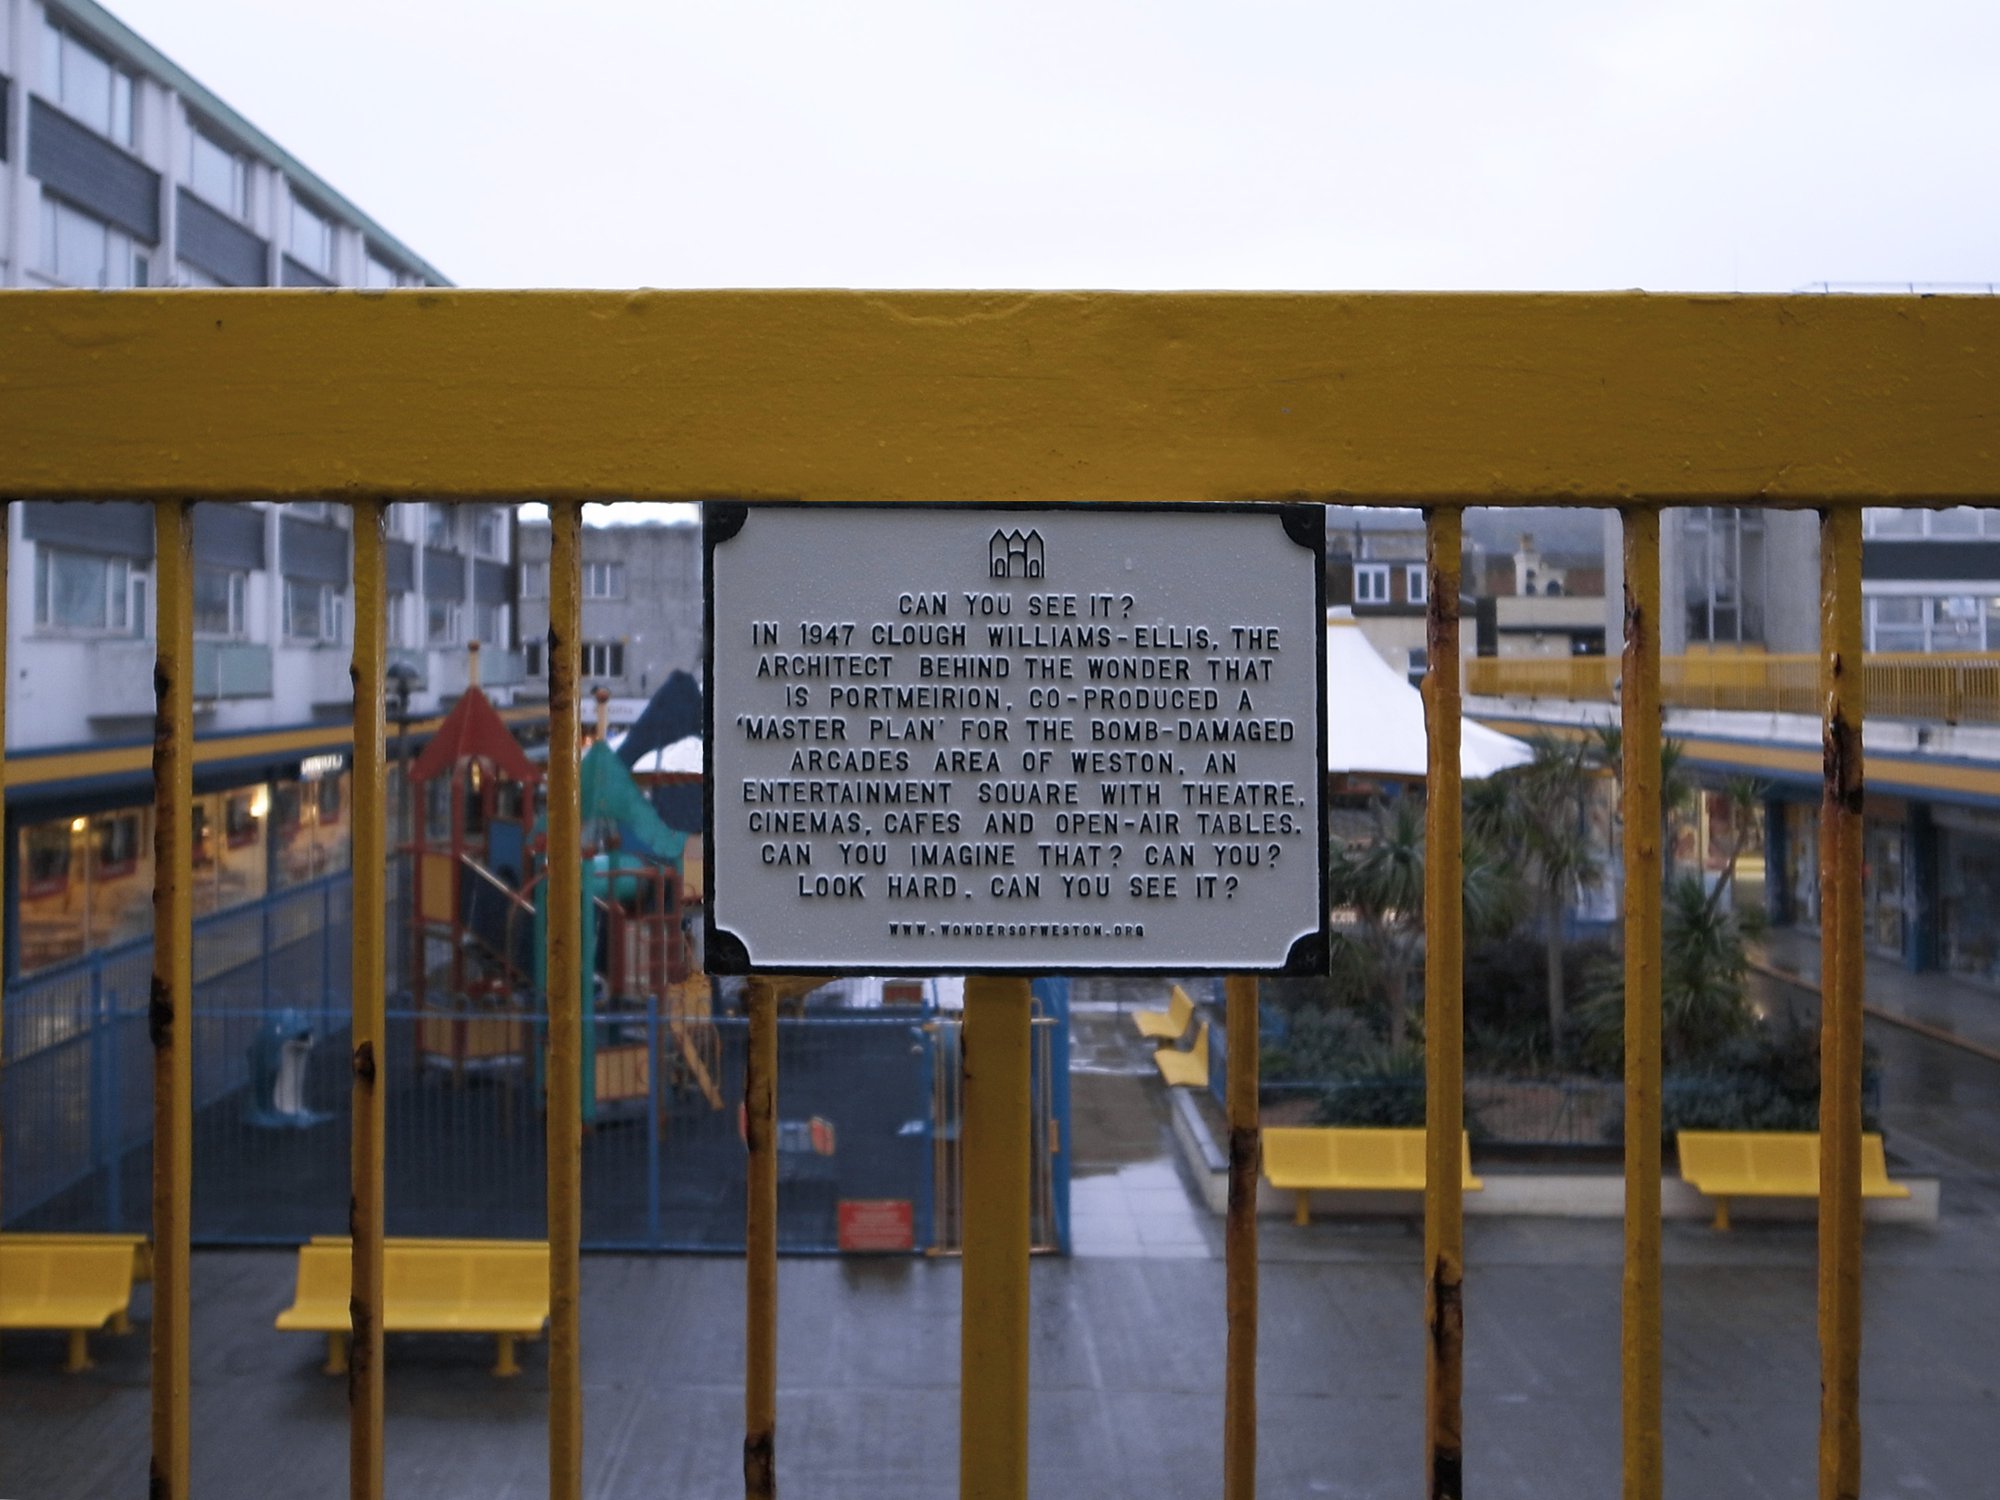 CAN YOU SEE IT?
IN 1947 CLOUGH WILLIAMS-ELLIS, THE
ARCHITECT BEHIND THE WONDER THAT
IS PORTMEIRION, CO-PRODUCED A
'MASTER PLAN' FOR THE BOMB-DAMAGED
ARCADES AREA OF WESTON, AN
ENTERTAINMENT SQUARE WITH THEATRE,
CINEMAS, CAFES AND OPEN-AIR TABLES.
CAN YOU IMAGINE THAT? CAN YOU?
LOOK HARD. CAN YOU SEE IT?
WWW.WONDERSOFWESTON.ORG